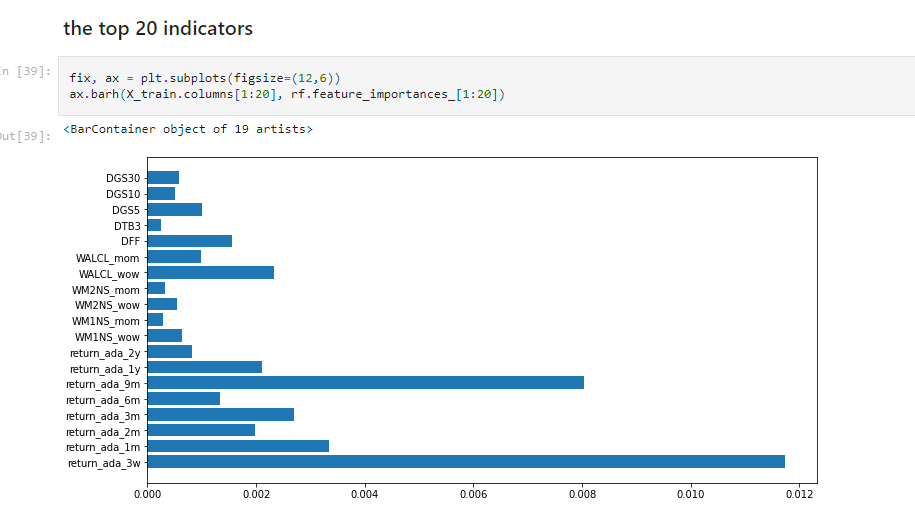 the top 20 indicators
n [39]:
fix, ax = plt.subplots(figsize=(12,6))
ax.barh(X_train.columns[1:20], rf.feature_importances_[1:20])
Out[39]:
<BarContainer object of 19 artists>
DGS30
DGS10
DGS5
DTB3
DFF
WALCL_mom
WALCL_wow
WM2NS_mom
WM2NS_wow
WM1NS_mom
WM1NS_wow
return_ada_2y
return_ada_1y
return_ada_9m
return_ada_6m
return_ada_3m
return_ada_2m
return_ada_1m
return_ada_3w
0.000 0.002 0.004 0.006 0.008 0.010 0.012